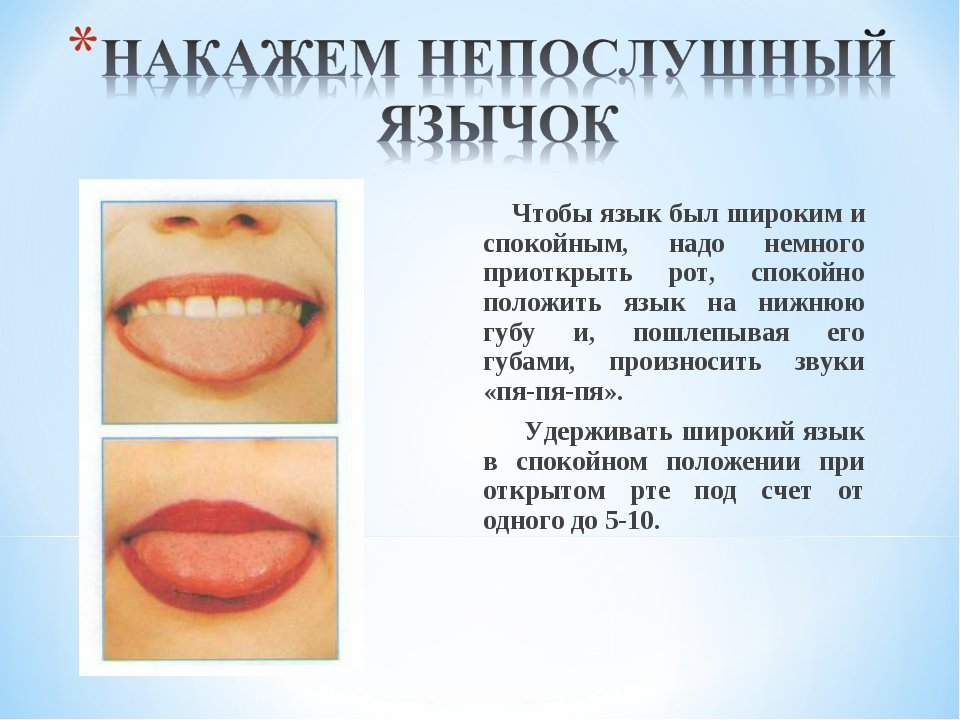 *НАКАЖЕМ НЕПОСЛУШНЫЙ
ЯЗЫЧОК
Чтобы язык был широким и
спокойным, надо немного
приоткрыть рот, спокойно
положить язык на нижнюю
губу и, пошлепывая его
губами, произносить звуки
«пя-пя-пя».
Удерживать широкий язык
в спокойном положении при
открытом рте под счет от
одного до 5-10.